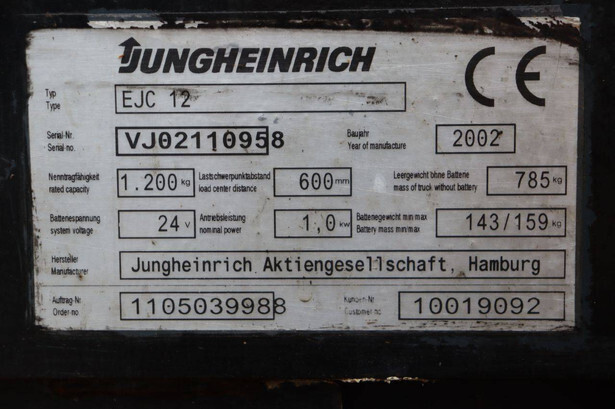 JUNGHEINRICH CE
Typ
Type EJC 12
Serial-Nr. VJ02110958 Baujahr 2002
Serial-no. Year of manufacture
Nenntragfähigkeit 1.200 kg Lastschwerpunktabstand 600 mm Leergewicht ohne Batterie 785 kg
rated capacity load center distance mass of truck without battery
Batteriespannung 24 V Antriebsleistung 1,0 kW Batteriegewicht min max 143/159 kg
system voltage nominal power Battery mass min/max
Hersteller Jungheinrich Aktiengesellschaft, Hamburg
Manufacturer
Auftrag-Nr. 1105039988 Kunden-Nr 10019092
Order-no. Customer no.